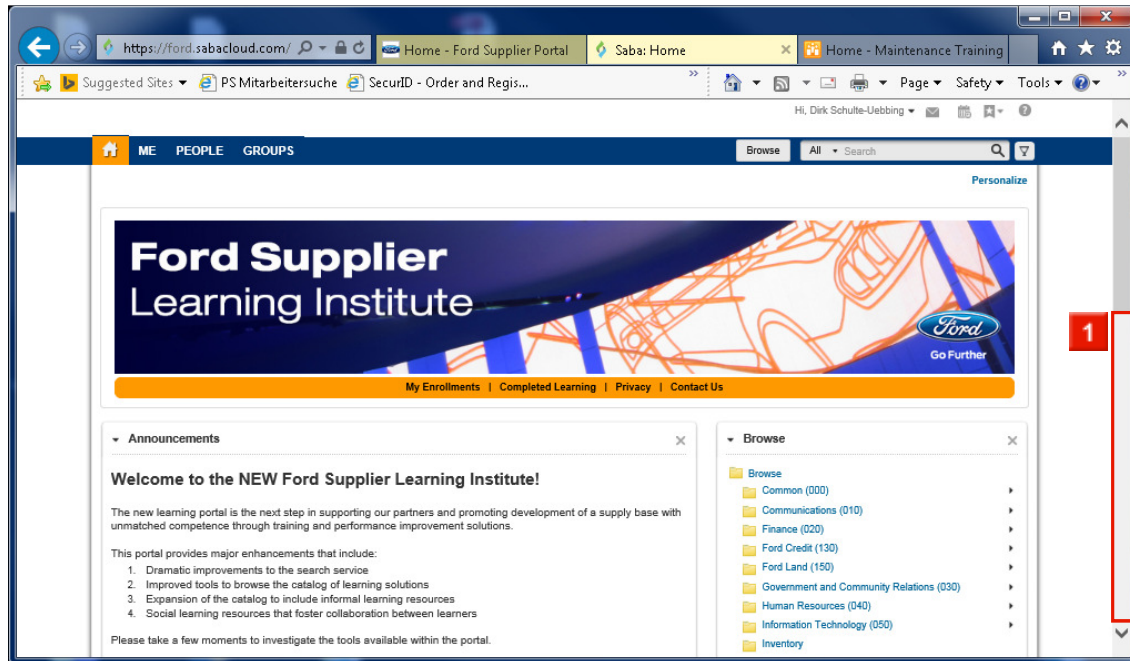 https://ford.sabacloud.com/
Home - Ford Supplier Portal
Saba: Home
Home - Maintenance Training
Suggested Sites
PS Mitarbeitersuche
SecurID - Order and Regis...
Page
Safety
Tools
Hi, Dirk Schulte-Uebbing
ME PEOPLE GROUPS
Browse
All
Search
Personalize
Ford Supplier
Learning Institute
Ford
Go Further
1
My Enrollments | Completed Learning | Privacy | Contact Us
Announcements
Welcome to the NEW Ford Supplier Learning Institute!
The new learning portal is the next step in supporting our partners and promoting development of a supply base with
unmatched competence through training and performance improvement solutions.
This portal provides major enhancements that include:
1. Dramatic improvements to the search service
2. Improved tools to browse the catalog of learning solutions
3. Expansion of the catalog to include informal learning resources
4. Social learning resources that foster collaboration between learners
Please take a few moments to investigate the tools available within the portal.
Browse
Browse
Common (000)
Communications (010)
Finance (020)
Ford Credit (130)
Ford Land (150)
Government and Community Relations (030)
Human Resources (040)
Information Technology (050)
Inventory